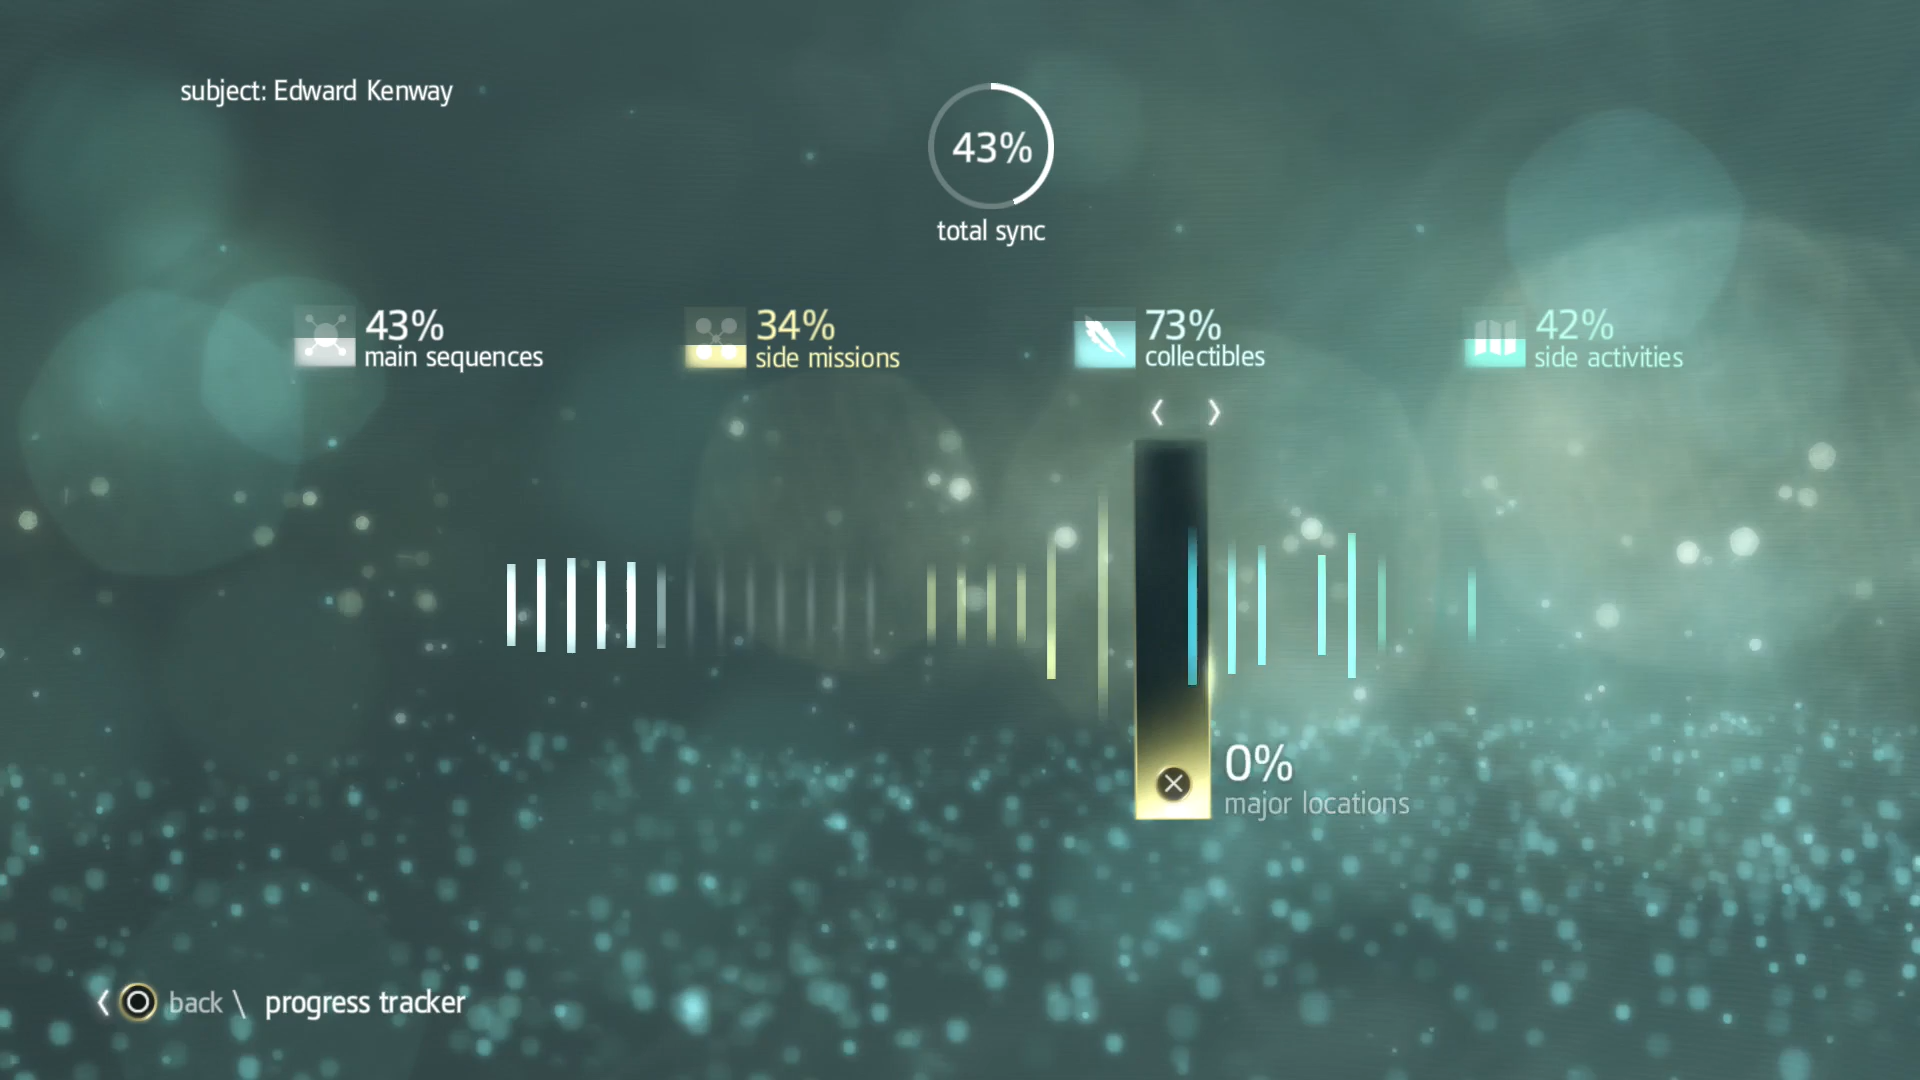 subject: Edward Kenway
43%
total sync
43%
main sequences
34%
side missions
73%
collectibles
42%
side activities
0%
major locations
back \ progress tracker